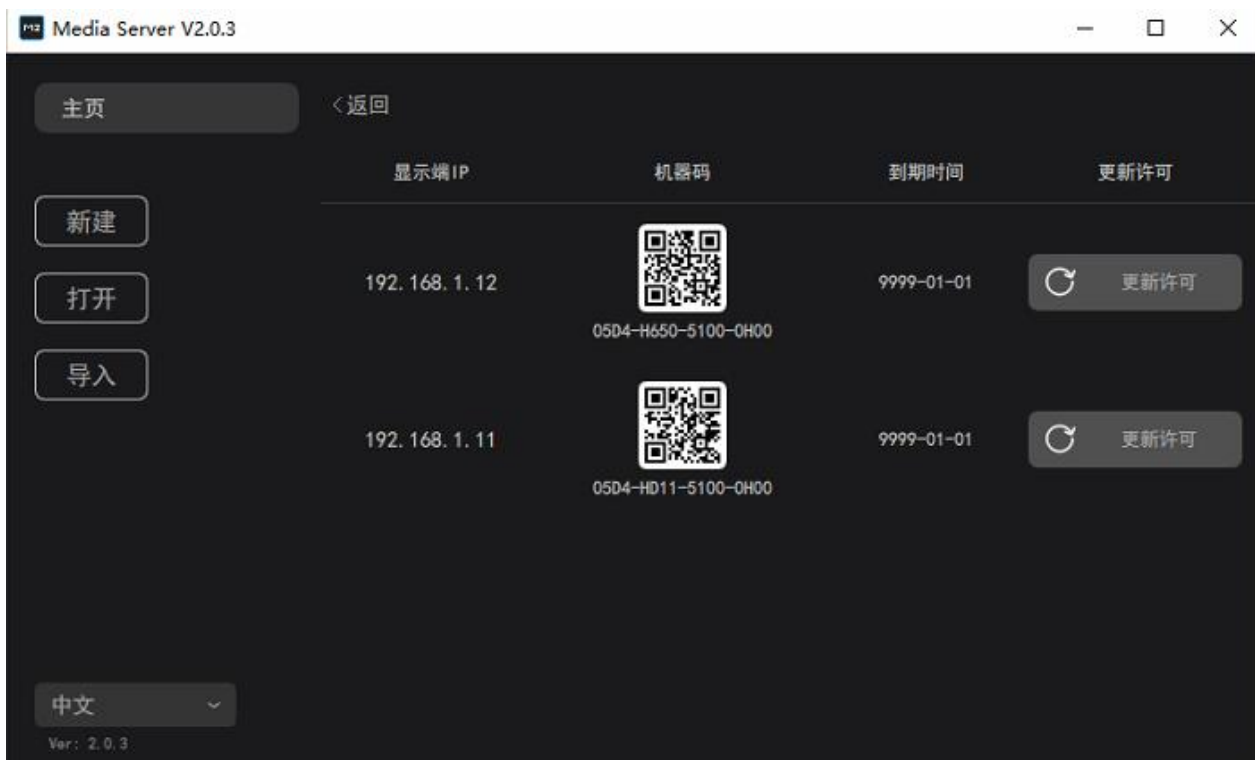 M2 Media Server V2.0.3
主页
<返回
显示端IP 机器码 到期时间 更新许可
新建
打开
导入
192.168.1.12 9999-01-01 更新许可
05D4-H650-5100-0H00
192.168.1.11 9999-01-01 更新许可
05D4-HD11-5100-0H00
中文
Ver: 2.0.3